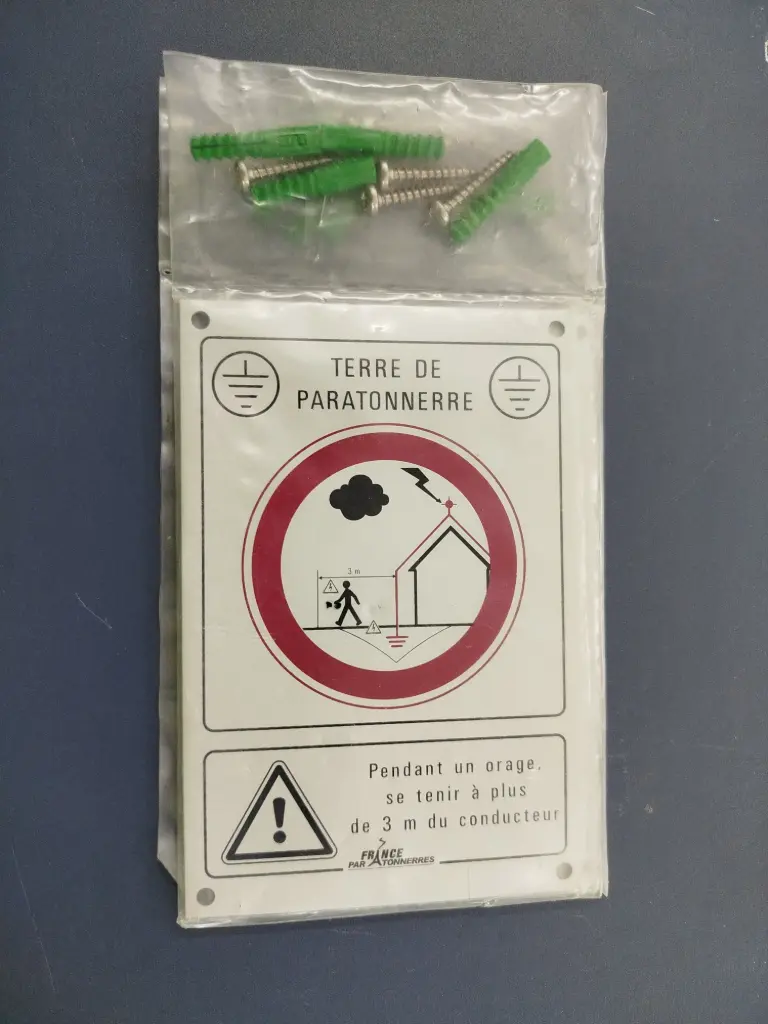 TERRE DE
PARATONNERRE
3 m
Pendant un orage,
se tenir à plus
de 3 m du conducteur
FRANCE
PARATONNERRES